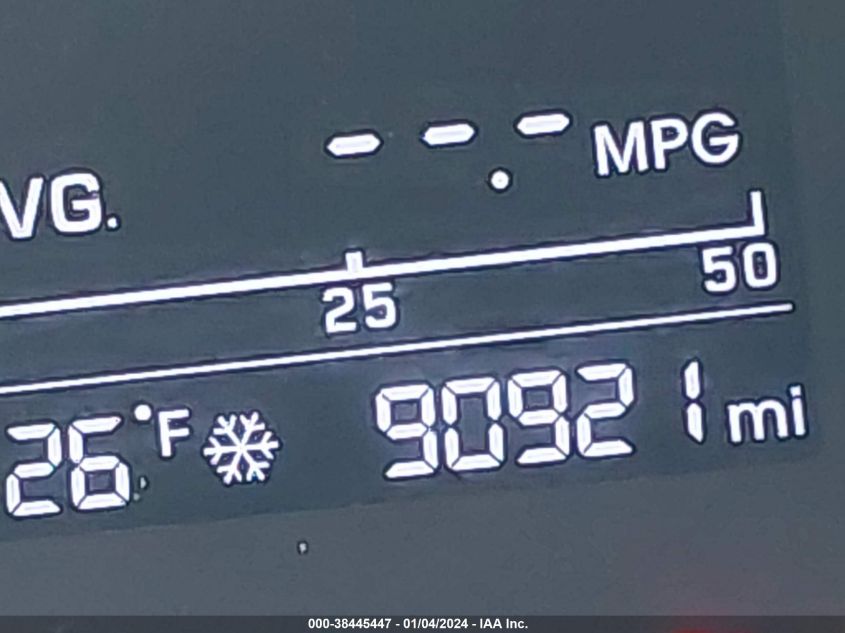 --.- MPG
VG.
25 50
26°F 90921 mi
000-38445447 - 01/04/2024 - IAA Inc.